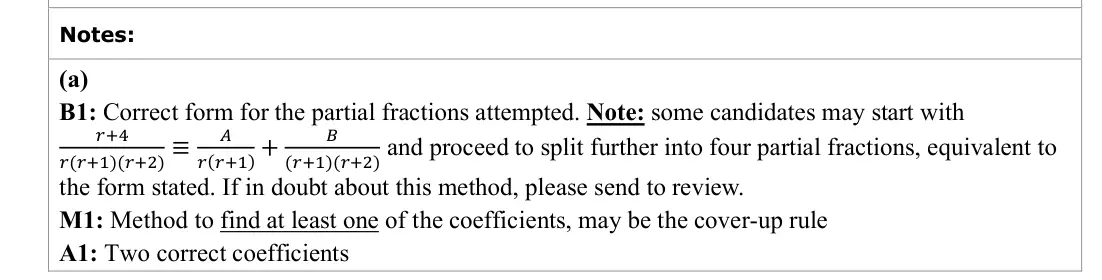 Notes:
(a)
B1: Correct form for the partial fractions attempted. Note: some candidates may start with
r+4/r(r+1)(r+2) ≡ A/r(r+1) + B/(r+1)(r+2) and proceed to split further into four partial fractions, equivalent to
the form stated. If in doubt about this method, please send to review.
M1: Method to find at least one of the coefficients, may be the cover-up rule
A1: Two correct coefficients